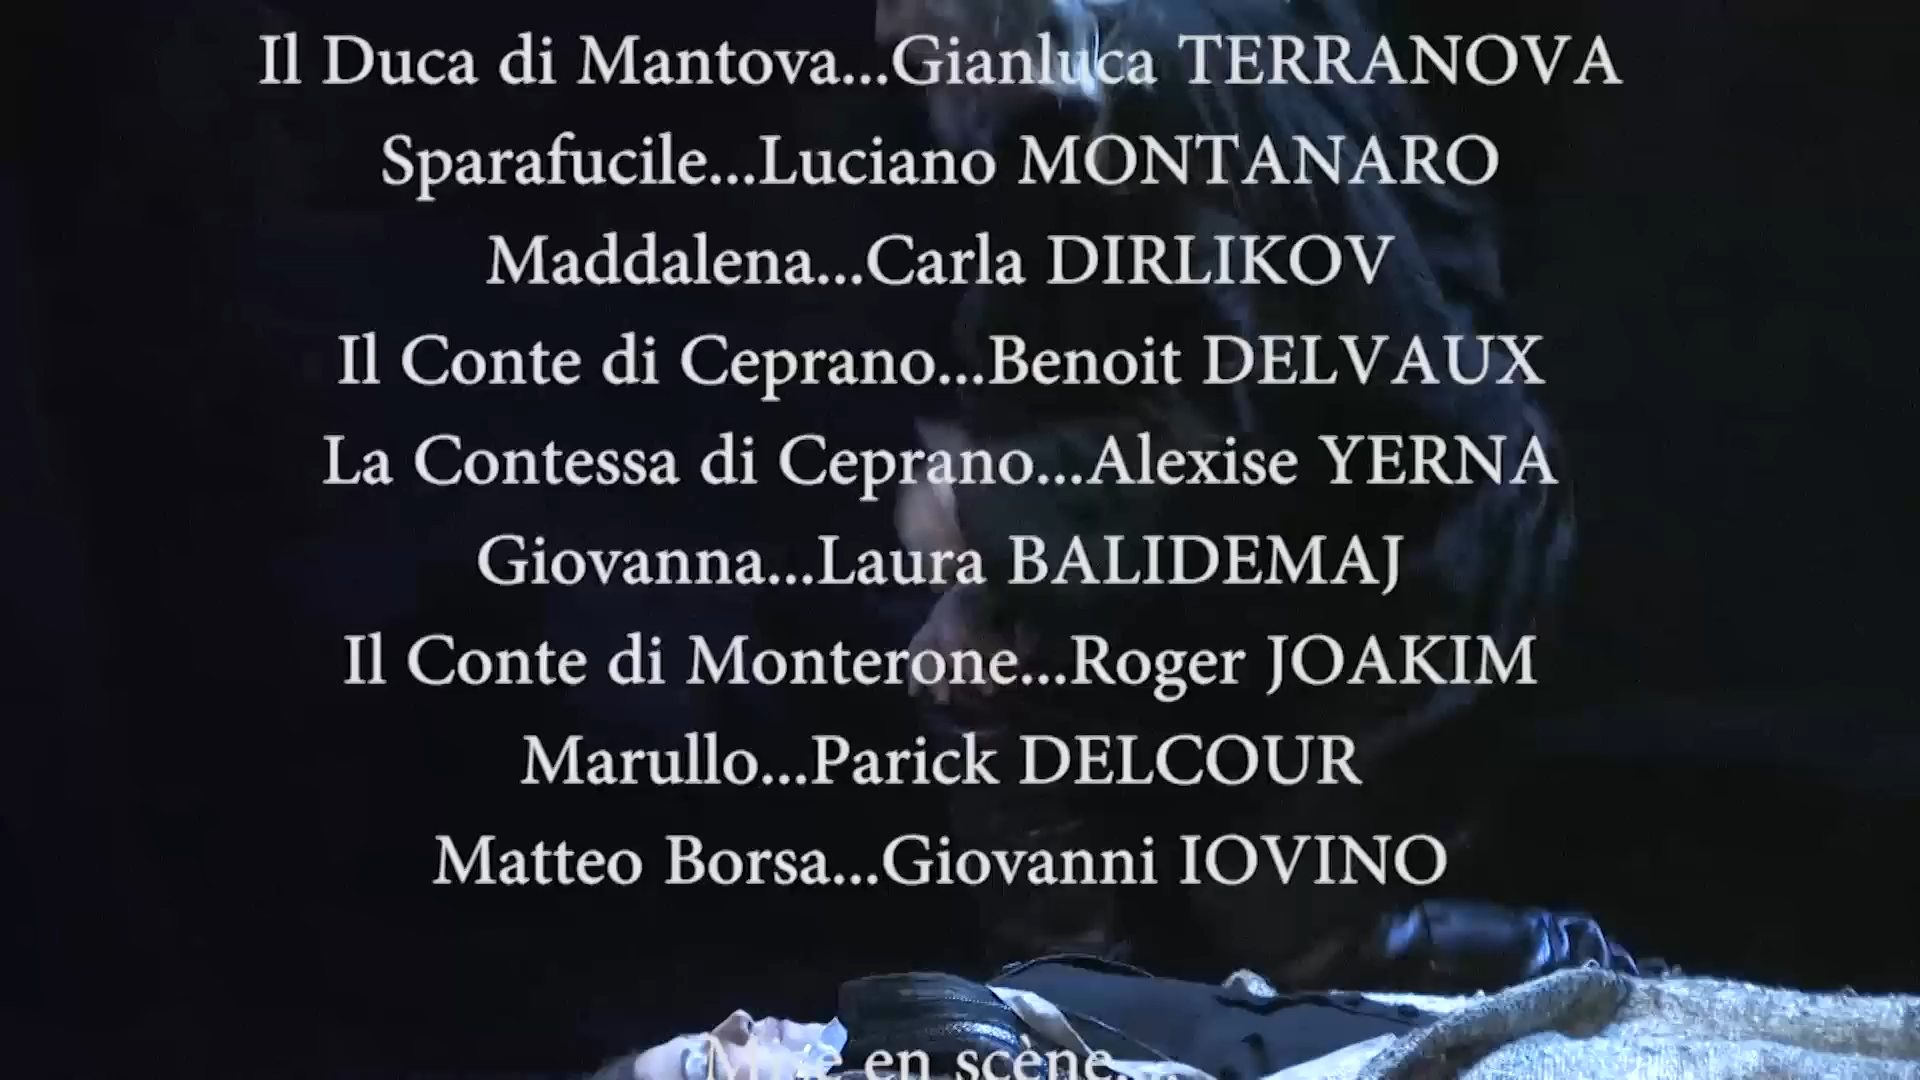 Il Duca di Mantova...Gianluca TERRANOVA
Sparafucile...Luciano MONTANARO
Maddalena...Carla DIRLIKOV
Il Conte di Ceprano...Benoit DELVAUX
La Contessa di Ceprano...Alexise YERNA
Giovanna...Laura BALIDEMAJ
Il Conte di Monterone...Roger JOAKIM
Marullo...Parick DELCOUR
Matteo Borsa...Giovanni IOVINO
Mise en scène...